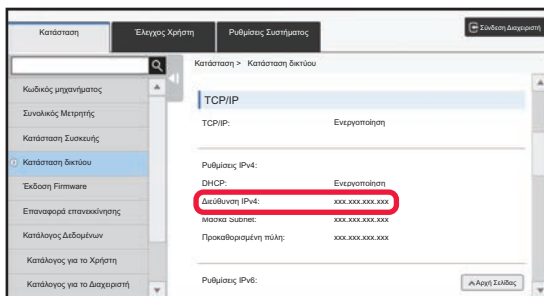 Κατάσταση
Έλεγχος Χρήστη
Ρυθμίσεις Συστήματος
Σύνδεση Διαχειριστή
Κατάσταση > Κατάσταση δικτύου
Κωδικός μηχανήματος
Συνολικός Μετρητής
Κατάσταση Συσκευής
Κατάσταση δικτύου
Έκδοση Firmware
Επαναφορά επανεκκίνησης
Κατάλογος Δεδομένων
Κατάλογος για το Χρήστη
Κατάλογος για το Διαχειριστή
TCP/IP
TCP/IP: Ενεργοποίηση
Ρυθμίσεις IPv4:
DHCP: Ενεργοποίηση
Διεύθυνση IPv4: xxx.xxx.xxx.xxx
Μάσκα Subnet: xxx.xxx.xxx.xxx
Προκαθορισμένη πύλη: xxx.xxx.xxx.xxx
Ρυθμίσεις IPv6:
Αρχή Σελίδας